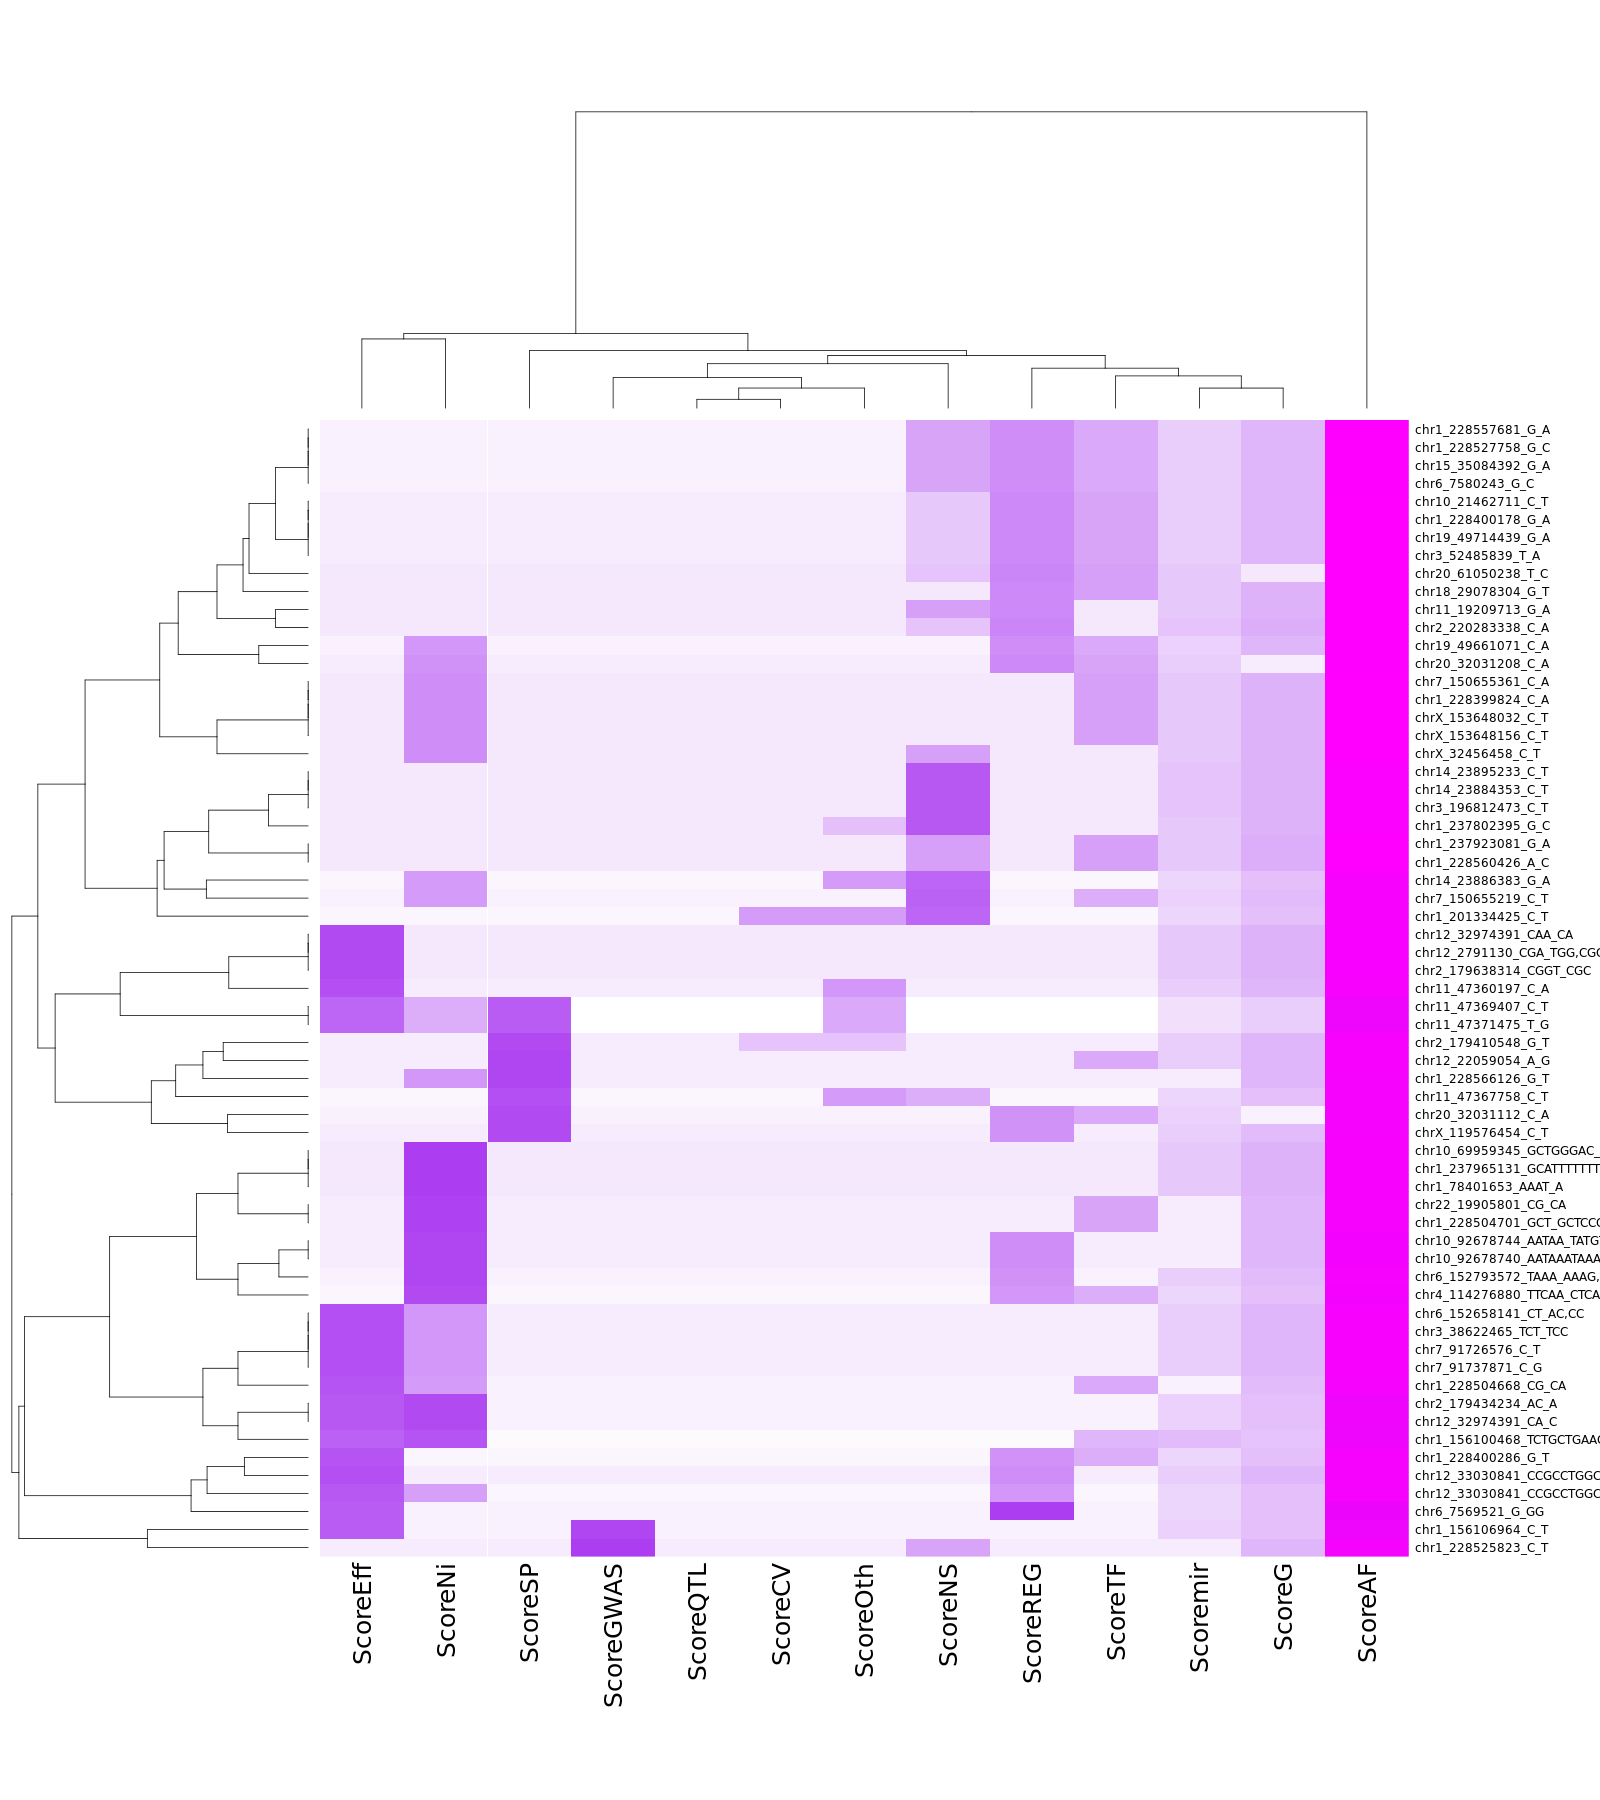 chr1_228557681_G_A
chr1_228527758_G_C
chr15_35084392_G_A
chr6_7580243_G_C
chr10_21462711_C_T
chr1_228400178_G_A
chr19_49714439_G_A
chr3_52485839_T_A
chr20_61050238_T_C
chr18_29078304_G_T
chr11_19209713_G_A
chr2_220283338_C_A
chr19_49661071_C_A
chr20_32031208_C_A
chr7_150655361_C_A
chr1_228399824_C_A
chrX_153648032_C_T
chrX_153648156_C_T
chrX_32456458_C_T
chr14_23895233_C_T
chr14_23884353_C_T
chr3_196812473_C_T
chr1_237802395_G_C
chr1_237923081_G_A
chr1_228560426_A_C
chr14_23886383_G_A
chr7_150655219_C_T
chr1_201334425_C_T
chr12_32974391_CAA_CA
chr12_2791130_CGA_TGG,CGG
chr2_179638314_CGGT_CGC
chr11_47360197_C_A
chr11_47369407_C_T
chr11_47371475_T_G
chr2_179410548_G_T
chr12_22059054_A_G
chr1_228566126_G_T
chr11_47367758_C_T
chr20_32031112_C_A
chrX_119576454_C_T
chr10_69959345_GCTGGGAC_
chr1_237965131_GCATTTTTTT
chr1_78401653_AAAT_A
chr22_19905801_CG_CA
chr1_228504701_GCT_GCTCCC
chr10_92678744_AATAA_TATG
chr10_92678740_AATAAATAAA
chr6_152793572_TAAA_AAAG,
chr4_114276880_TTCAA_CTCA
chr6_152658141_CT_AC,CC
chr3_38622465_TCT_TCC
chr7_91726576_C_T
chr7_91737871_C_G
chr1_228504668_CG_CA
chr2_179434234_AC_A
chr12_32974391_CA_C
chr1_156100468_TCTGCTGAAG
chr1_228400286_G_T
chr12_33030841_CCGCCTGGC
chr12_33030841_CCGCCTGGC
chr6_7569521_G_GG
chr1_156106964_C_T
chr1_228525823_C_T
ScoreEff
ScoreNi
ScoreSP
ScoreGWAS
ScoreQTL
ScoreCV
ScoreOth
ScoreNS
ScoreREG
ScoreTF
Scoremir
ScoreG
ScoreAF